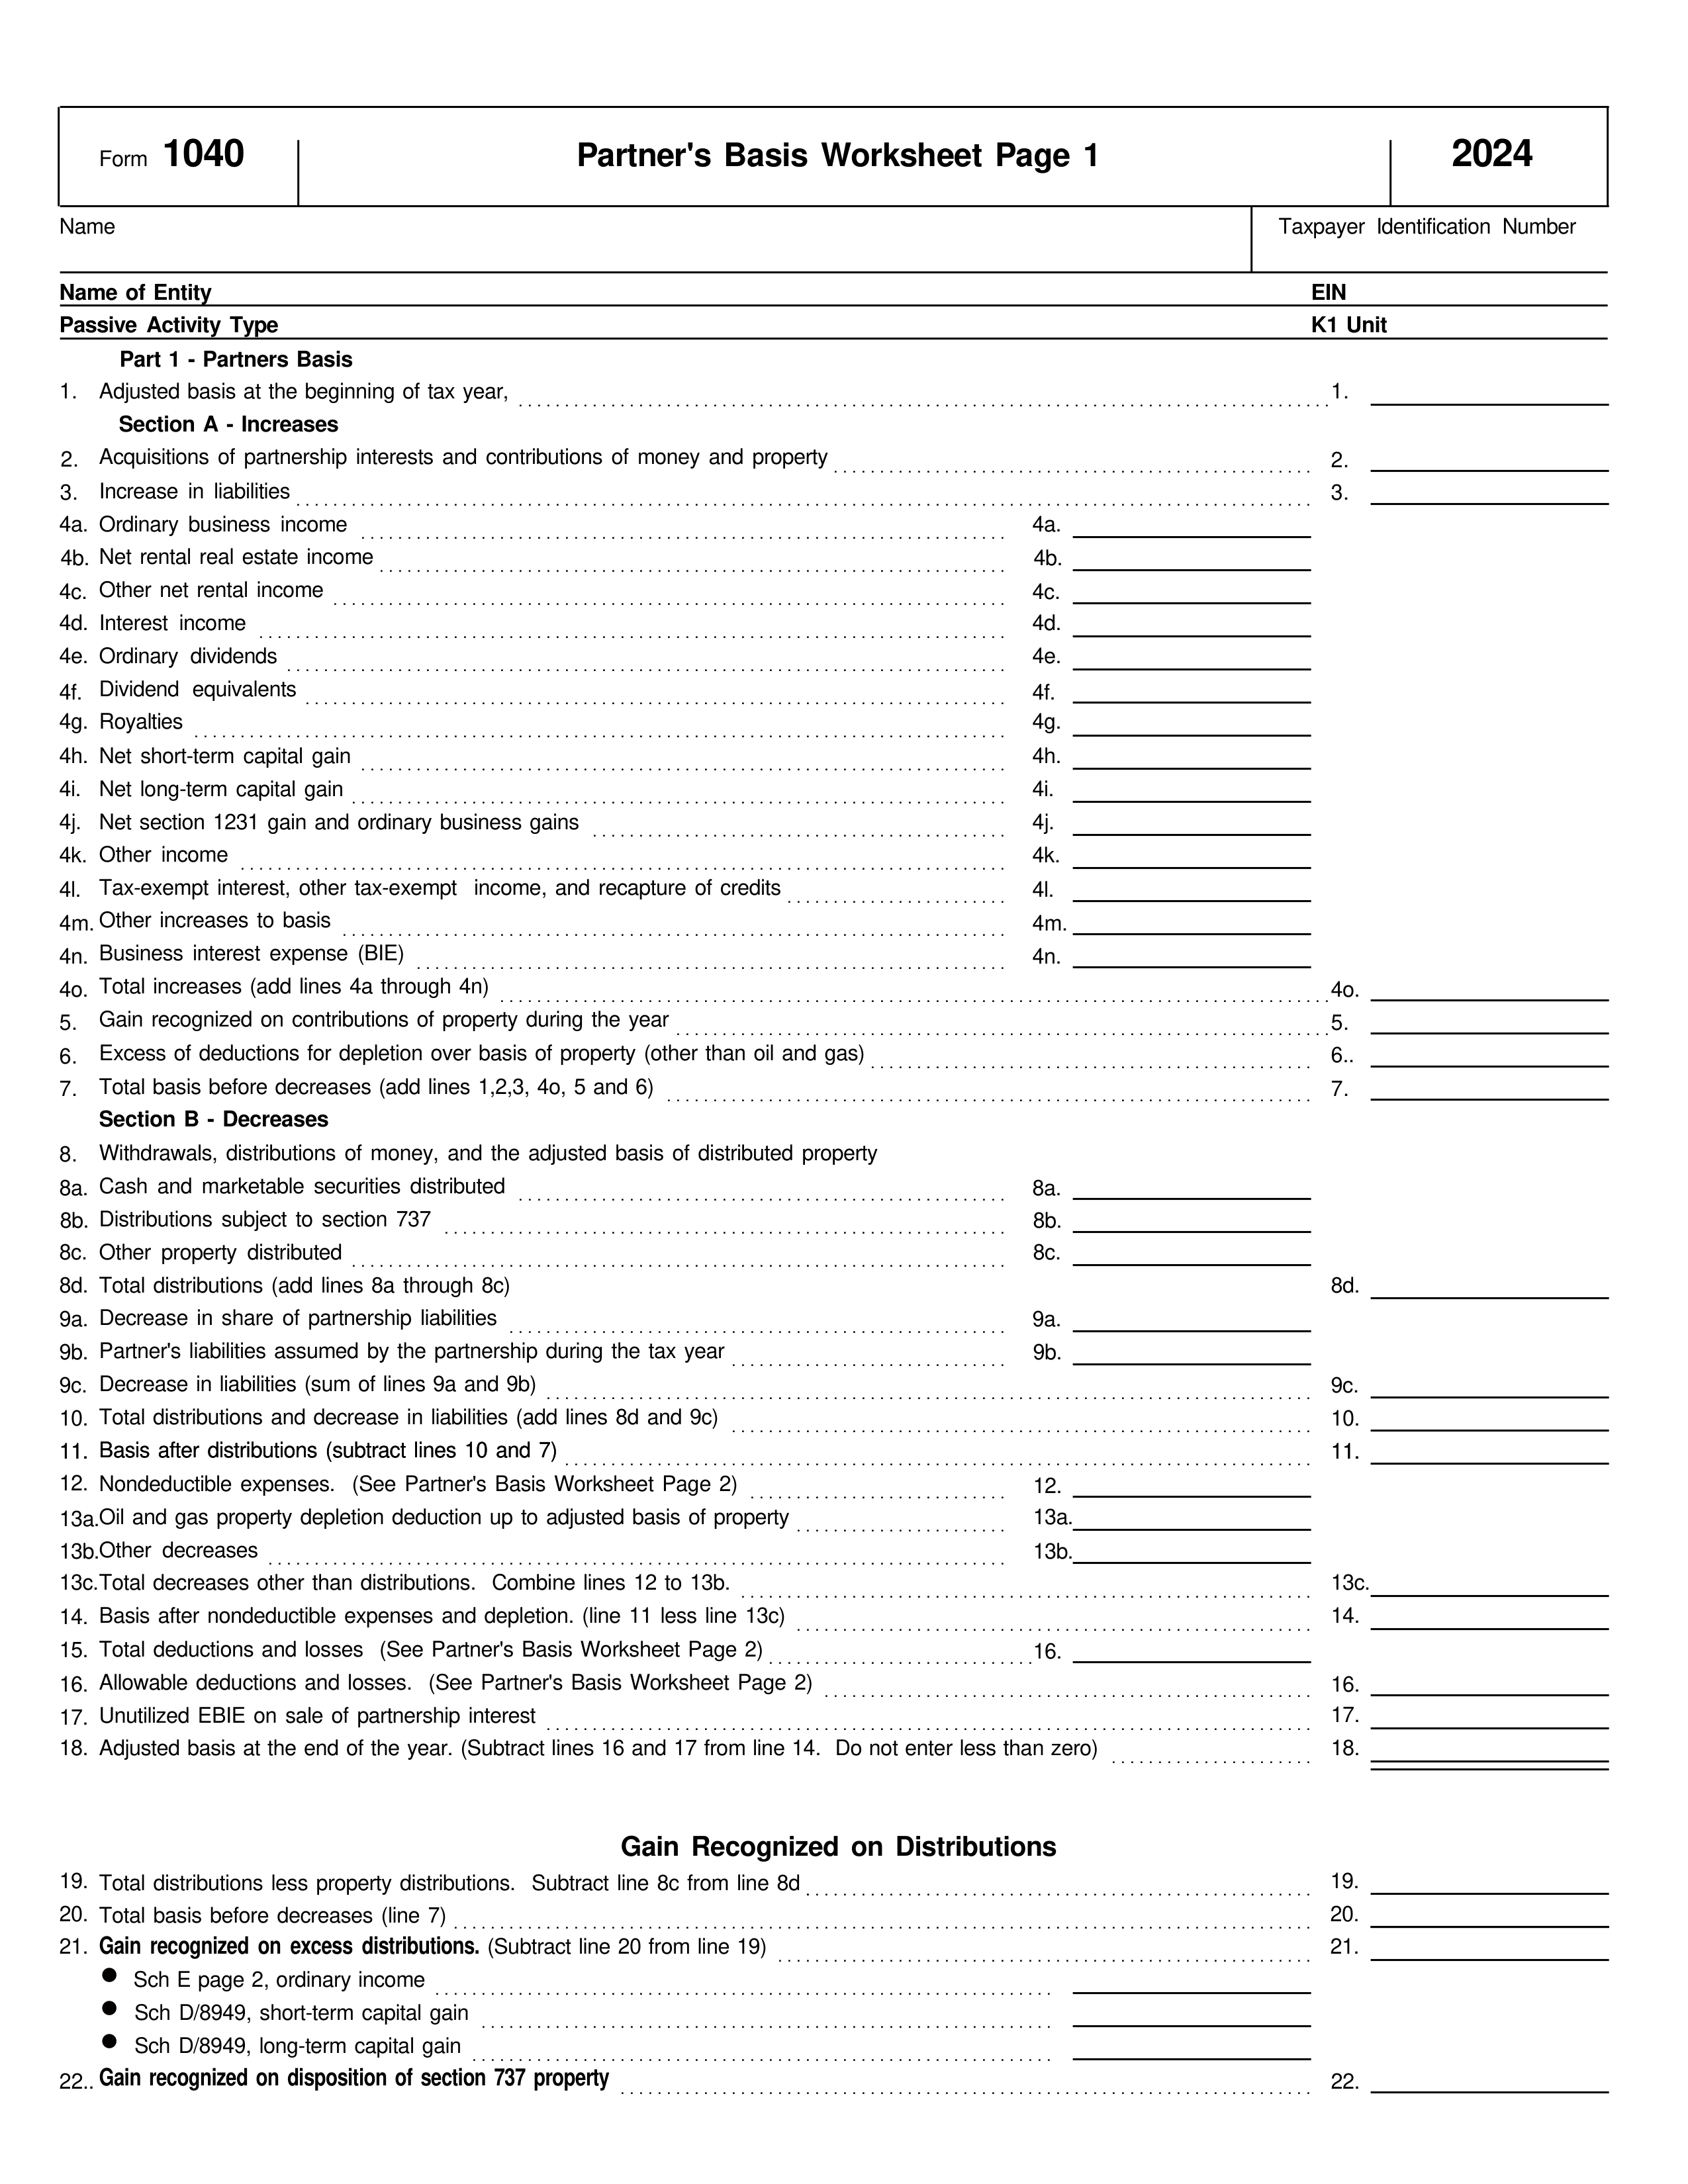 Form 1040 Partner's Basis Worksheet Page 1 2024
Name Taxpayer Identification Number
Name of Entity EIN
Passive Activity Type K1 Unit
Part 1 - Partners Basis
1. Adjusted basis at the beginning of tax year, 1.
Section A - Increases
2. Acquisitions of partnership interests and contributions of money and property 2.
3. Increase in liabilities 3.
4a. Ordinary business income 4a.
4b. Net rental real estate income 4b.
4c. Other net rental income 4c.
4d. Interest income 4d.
4e. Ordinary dividends 4e.
4f. Dividend equivalents 4f.
4g. Royalties 4g.
4h. Net short-term capital gain 4h.
4i. Net long-term capital gain 4i.
4j. Net section 1231 gain and ordinary business gains 4j.
4k. Other income 4k.
4l. Tax-exempt interest, other tax-exempt income, and recapture of credits 4l.
4m. Other increases to basis 4m.
4n. Business interest expense (BIE) 4n.
4o. Total increases (add lines 4a through 4n) 4o.
5. Gain recognized on contributions of property during the year 5.
6. Excess of deductions for depletion over basis of property (other than oil and gas) 6..
7. Total basis before decreases (add lines 1,2,3, 4o, 5 and 6) 7.
Section B - Decreases
8. Withdrawals, distributions of money, and the adjusted basis of distributed property
8a. Cash and marketable securities distributed 8a.
8b. Distributions subject to section 737 8b.
8c. Other property distributed 8c.
8d. Total distributions (add lines 8a through 8c) 8d.
9a. Decrease in share of partnership liabilities 9a.
9b. Partner's liabilities assumed by the partnership during the tax year 9b.
9c. Decrease in liabilities (sum of lines 9a and 9b) 9c.
10. Total distributions and decrease in liabilities (add lines 8d and 9c) 10.
11. Basis after distributions (subtract lines 10 and 7) 11.
12. Nondeductible expenses. (See Partner's Basis Worksheet Page 2) 12.
13a. Oil and gas property depletion deduction up to adjusted basis of property 13a.
13b. Other decreases 13b.
13c. Total decreases other than distributions. Combine lines 12 to 13b. 13c.
14. Basis after nondeductible expenses and depletion. (line 11 less line 13c) 14.
15. Total deductions and losses (See Partner's Basis Worksheet Page 2) 16.
16. Allowable deductions and losses. (See Partner's Basis Worksheet Page 2) 16.
17. Unutilized EBIE on sale of partnership interest 17.
18. Adjusted basis at the end of the year. (Subtract lines 16 and 17 from line 14. Do not enter less than zero) 18.
Gain Recognized on Distributions
19. Total distributions less property distributions. Subtract line 8c from line 8d 19.
20. Total basis before decreases (line 7) 20.
21. Gain recognized on excess distributions. (Subtract line 20 from line 19) 21.
● Sch E page 2, ordinary income
● Sch D/8949, short-term capital gain
● Sch D/8949, long-term capital gain
22.. Gain recognized on disposition of section 737 property 22.